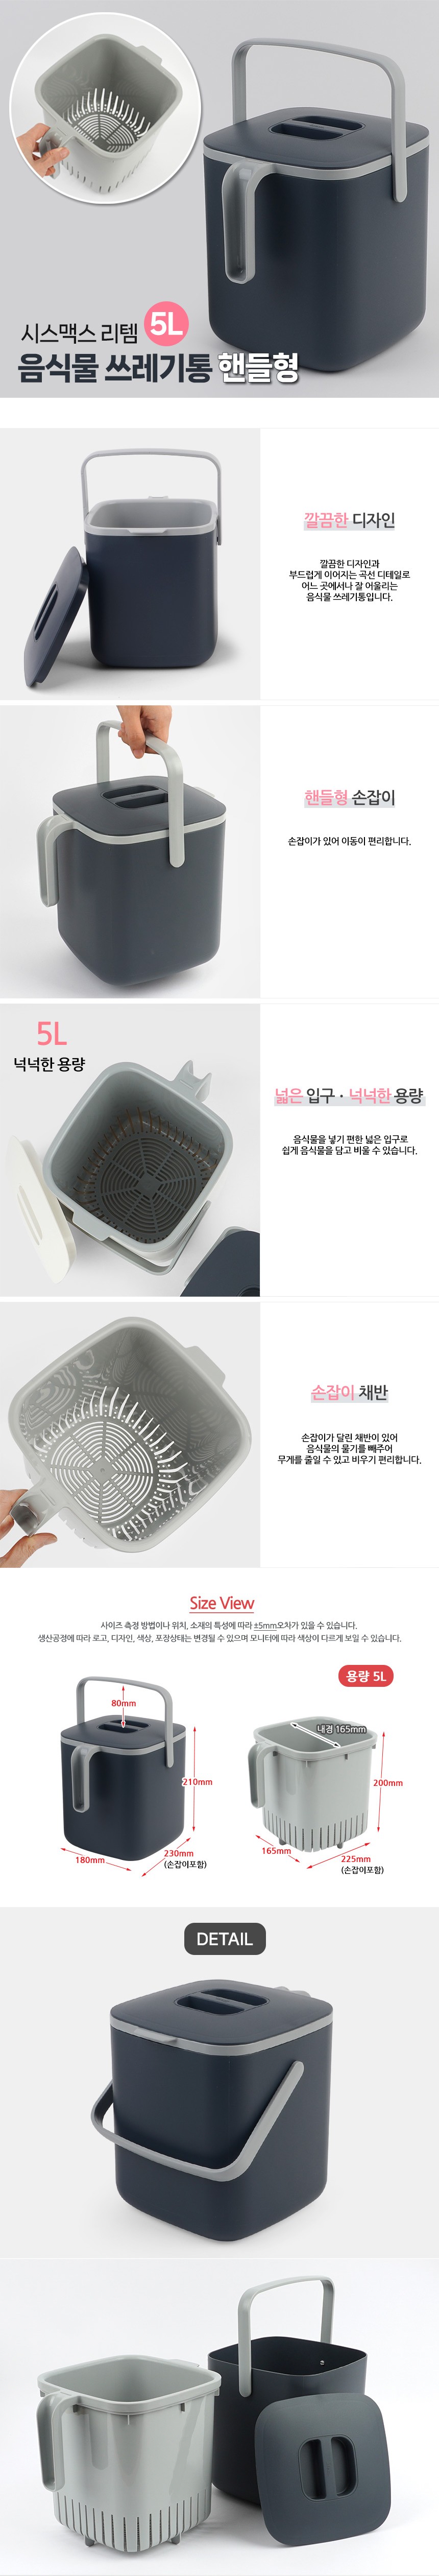 시스맥스 리템 5L
음식물 쓰레기통 핸들형
깔끔한 디자인
깔끔한 디자인과
부드럽게 이어지는 곡선 디테일로
어느 곳에서나 잘 어울리는
음식물 쓰레기통입니다.
핸들형 손잡이
손잡이가 있어 이동이 편리합니다.
5L
넉넉한 용량
넓은 입구 · 넉넉한 용량
음식물을 넣기 편한 넓은 입구로
쉽게 음식물을 담고 비울 수 있습니다.
손잡이 채반
손잡이가 달린 채반이 있어
음식물의 물기를 빼주어
무게를 줄일 수 있고 비우기 편리합니다.
Size View
사이즈 측정 방법이나 위치, 소재의 특성에 따라 ±5mm오차가 있을 수 있습니다.
생산공정에 따라 로고, 디자인, 색상, 포장상태는 변경될 수 있으며 모니터에 따라 색상이 다르게 보일 수 있습니다.
용량 5L
80mm
210mm
180mm
230mm
(손잡이포함)
내경 165mm
200mm
165mm
225mm
(손잡이포함)
DETAIL